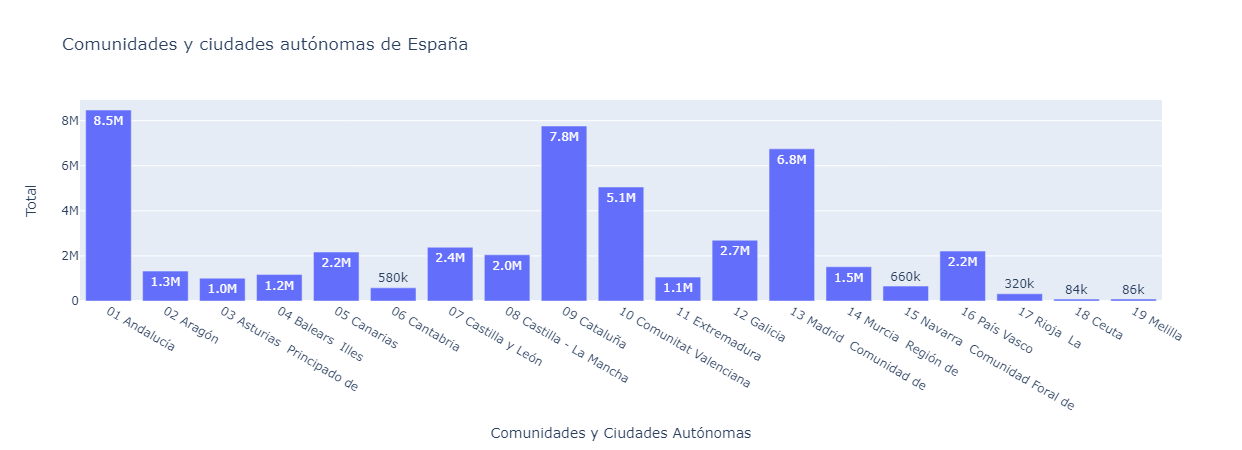 Comunidades y ciudades autónomas de España
Total
8M
6M
4M
2M
0
8.5M
1.3M
1.0M
1.2M
2.2M
580k
2.4M
2.0M
7.8M
5.1M
1.1M
2.7M
6.8M
1.5M
660k
2.2M
320k
84k
86k
01 Andalucía
02 Aragón
03 Asturias  Principado de
04 Balears  Illes
05 Canarias
06 Cantabria
07 Castilla y León
08 Castilla - La Mancha
09 Cataluña
10 Comunitat Valenciana
11 Extremadura
12 Galicia
13 Madrid  Comunidad de
14 Murcia  Región de
15 Navarra  Comunidad Foral de
16 País Vasco
17 Rioja  La
18 Ceuta
19 Melilla
Comunidades y Ciudades Autónomas